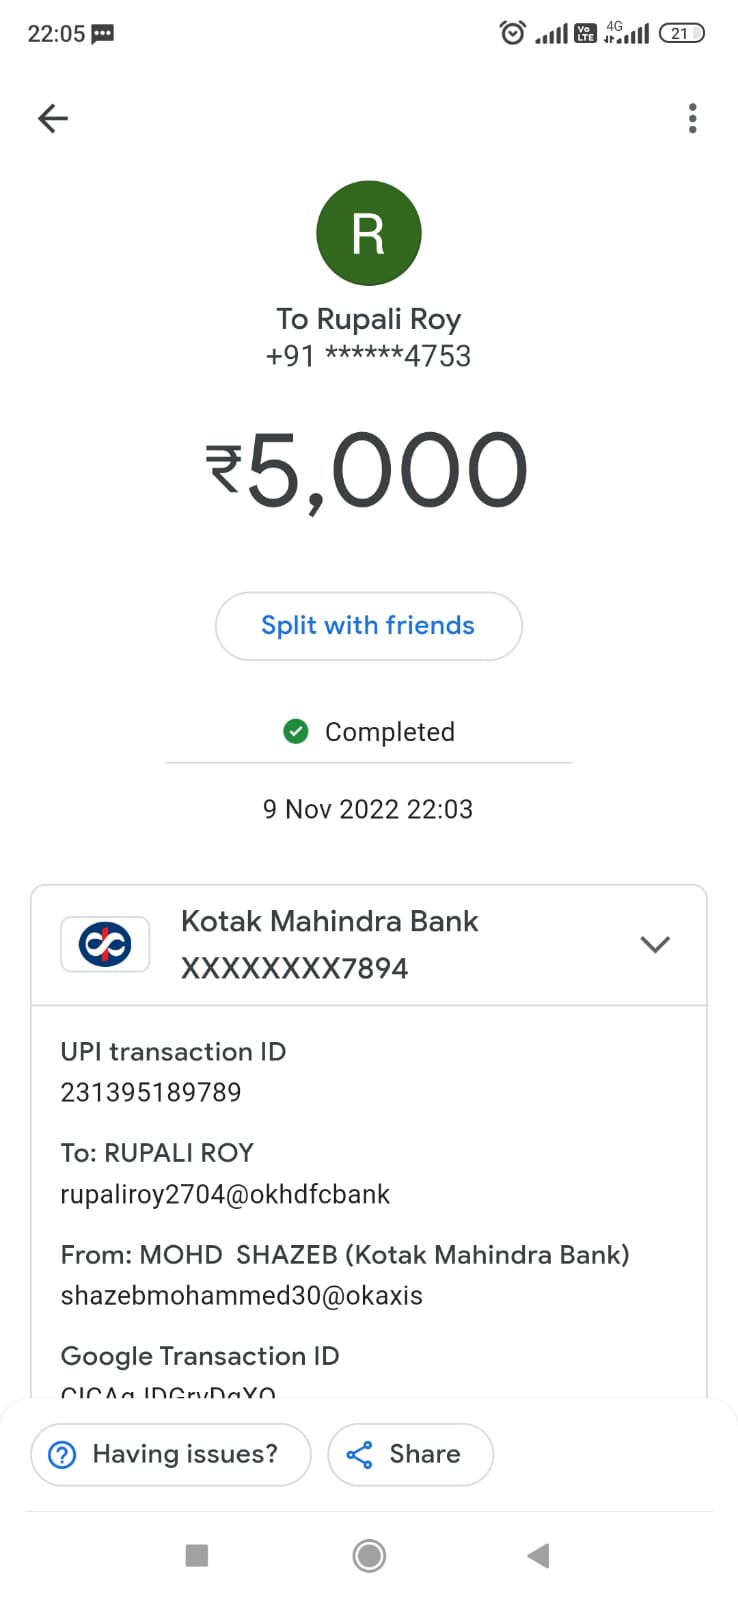 22:05
4G
Vo
LTE
21
R
To Rupali Roy
+91 ******4753
₹5,000
Split with friends
Completed
9 Nov 2022 22:03
Kotak Mahindra Bank
XXXXXXXX7894
UPI transaction ID
231395189789
To: RUPALI ROY
rupaliroy2704@okhdfcbank
From: MOHD  SHAZEB (Kotak Mahindra Bank)
shazebmohammed30@okaxis
Google Transaction ID
Having issues?
Share